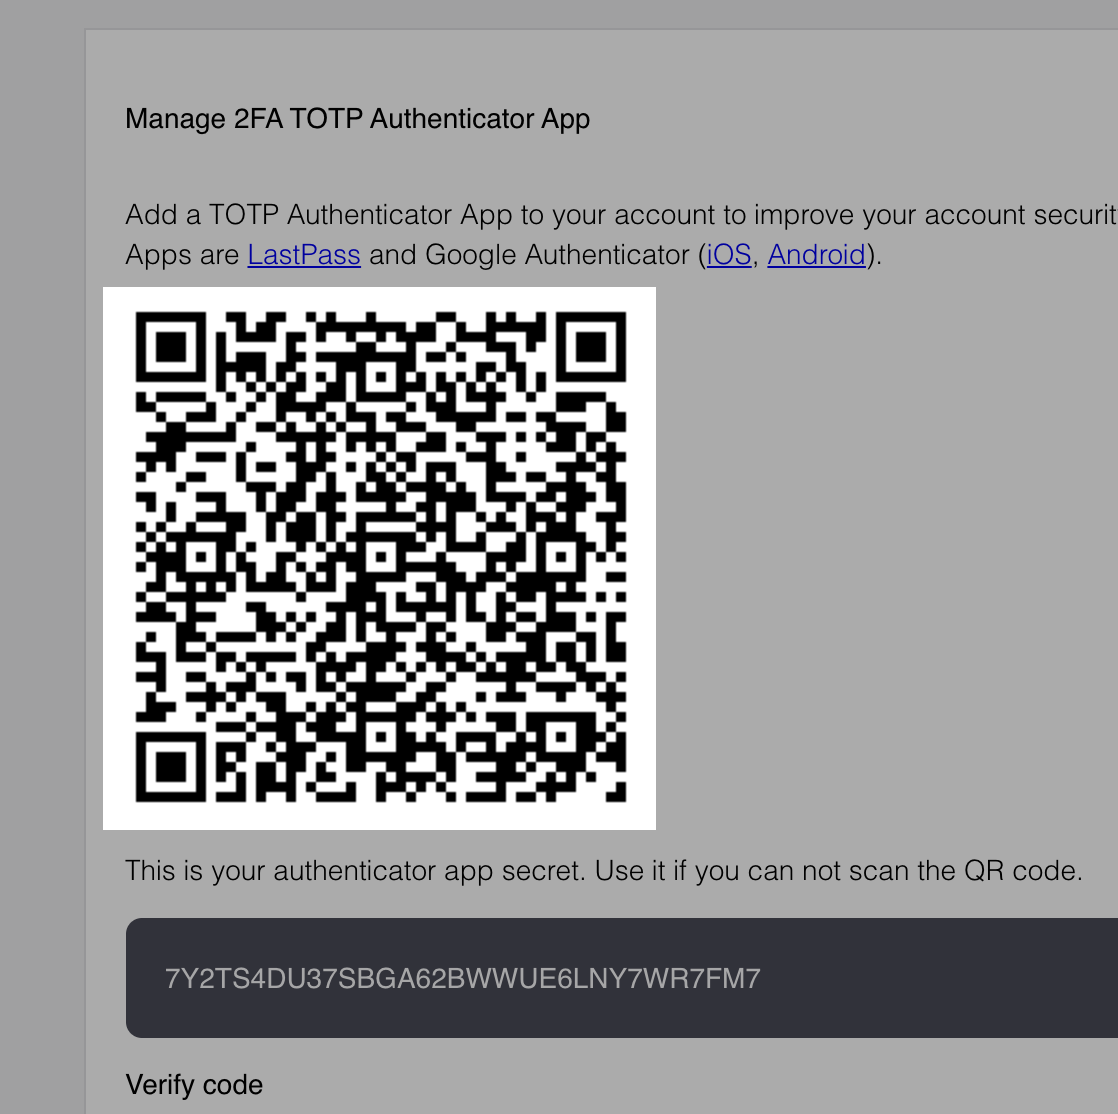 Manage 2FA TOTP Authenticator App
Add a TOTP Authenticator App to your account to improve your account securit
Apps are LastPass and Google Authenticator (iOS, Android).
This is your authenticator app secret. Use it if you can not scan the QR code.
7Y2TS4DU37SBGA62BWWUE6LNY7WR7FM7
Verify code